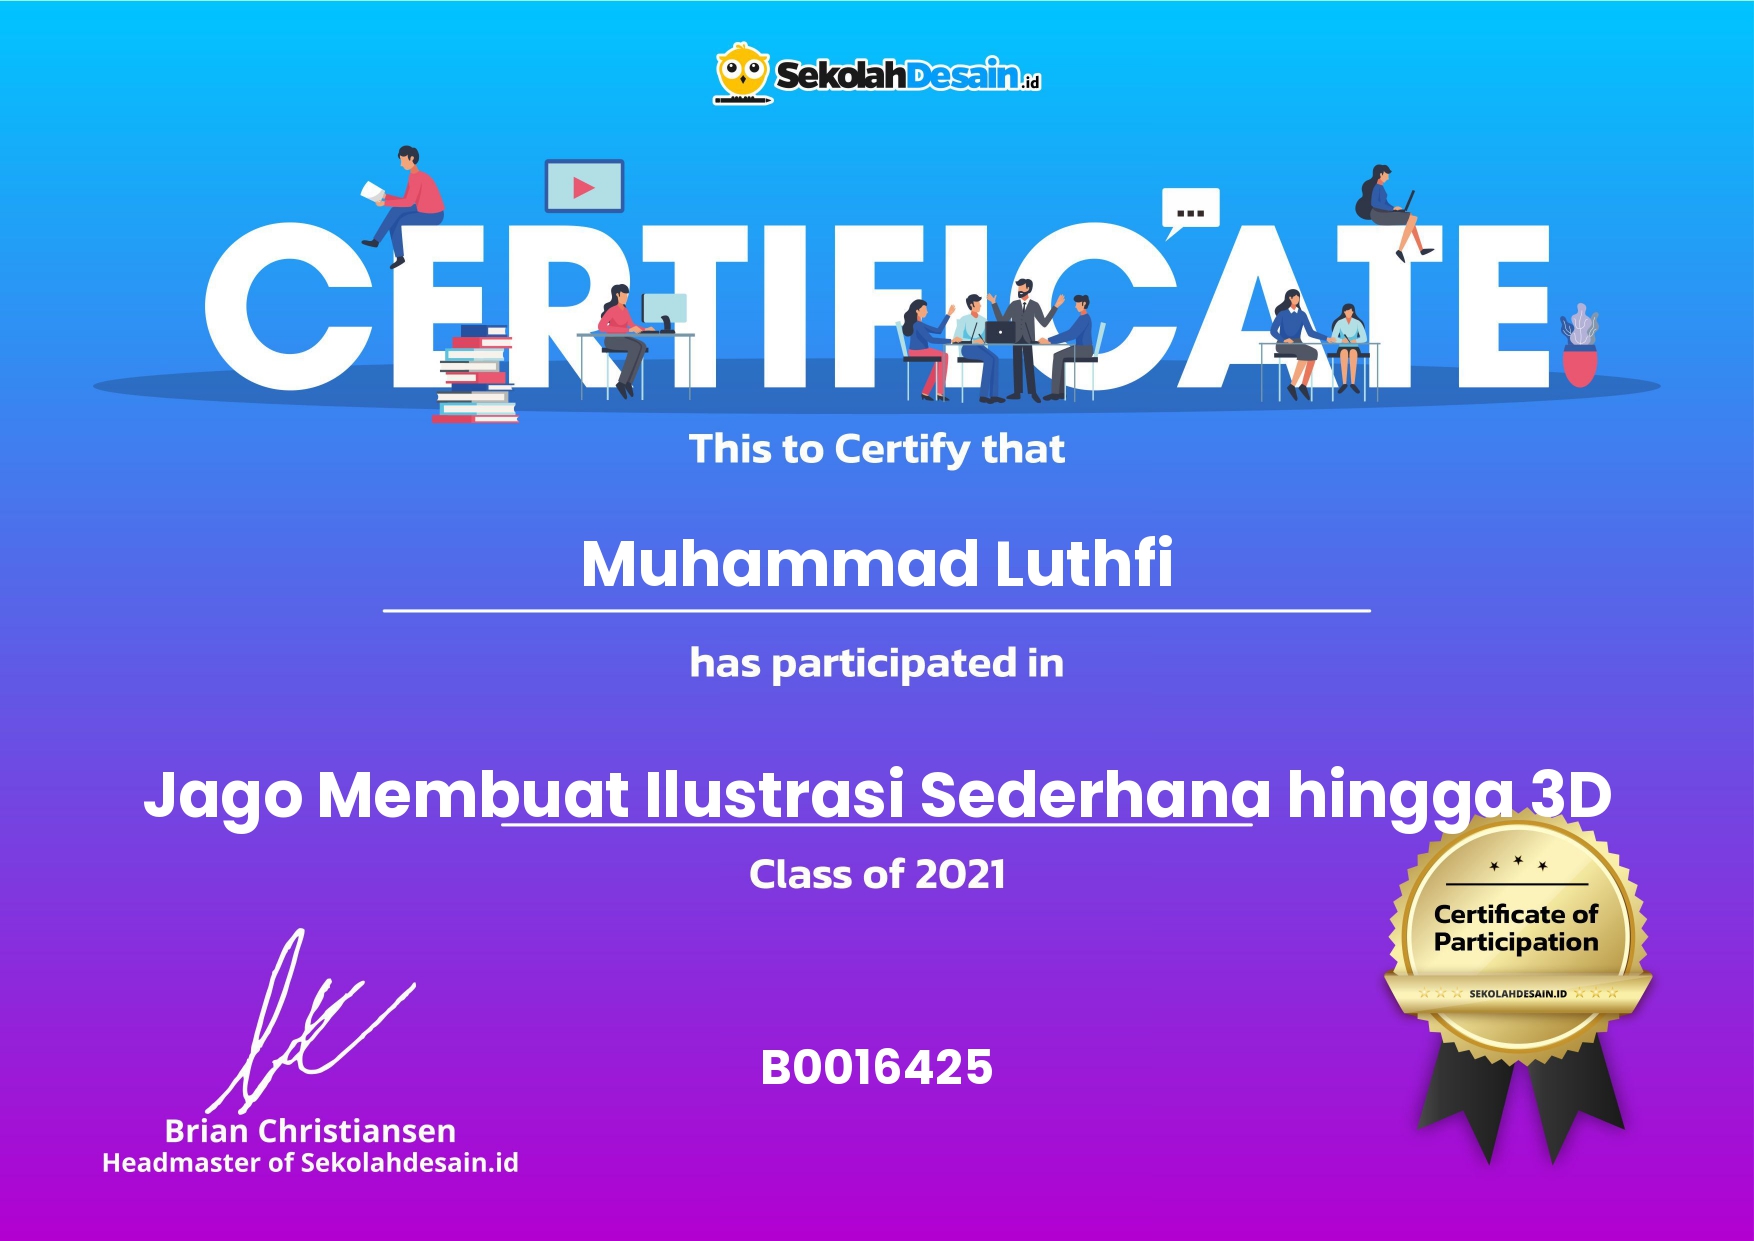 SekolahDesain.id
CERTIFICATE
This to Certify that
Muhammad Luthfi
has participated in
Jago Membuat Ilustrasi Sederhana hingga 3D
Class of 2021
Certificate of
Participation
SEKOLAHDESAIN.ID
B0016425
Brian Christiansen
Headmaster of Sekolahdesain.id